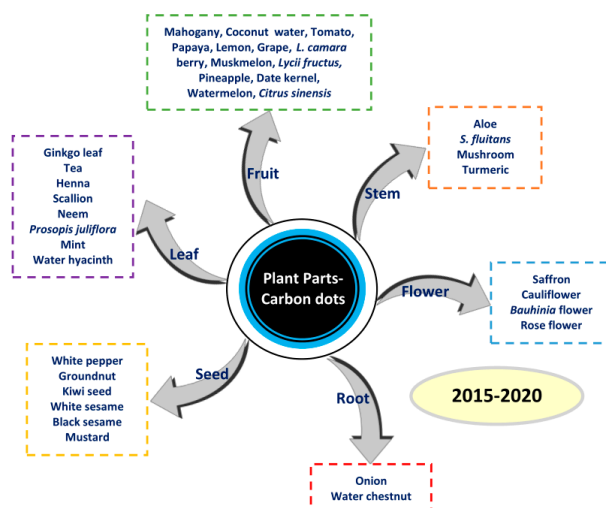 Mahogany, Coconut water, Tomato,
Papaya, Lemon, Grape, L. camara
berry, Muskmelon, Lycii fructus,
Pineapple, Date kernel,
Watermelon, Citrus sinensis
Fruit
Aloe
S. fluitans
Mushroom
Turmeric
Stem
Ginkgo leaf
Tea
Henna
Scallion
Neem
Prosopis juliflora
Mint
Water hyacinth
Leaf
Plant Parts-
Carbon dots
Flower
Saffron
Cauliflower
Bauhinia flower
Rose flower
White pepper
Groundnut
Kiwi seed
White sesame
Black sesame
Mustard
Seed
Root
2015-2020
Onion
Water chestnut